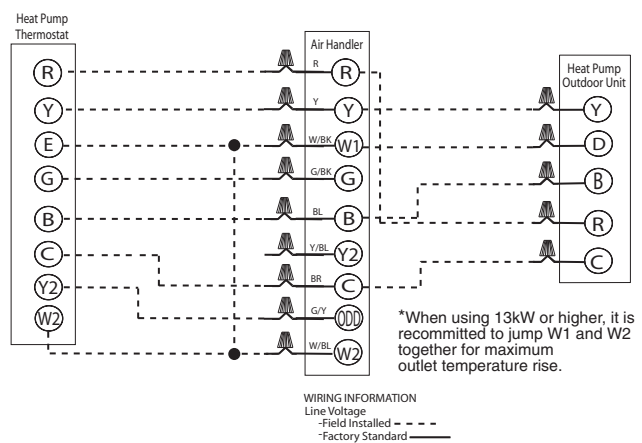 Heat Pump
Thermostat
R
Y
E
G
B
C
Y2
W2
Air Handler
R
R
Y
Y
W/BK
W1
G/BK
G
BL
B
Y/BL
Y2
BR
C
G/Y
ODD
W/BL
W2
Heat Pump
Outdoor Unit
Y
D
B
R
C
*When using 13kW or higher, it is
recommitted to jump W1 and W2
together for maximum
outlet temperature rise.
WIRING INFORMATION
Line Voltage
-Field Installed
-Factory Standard